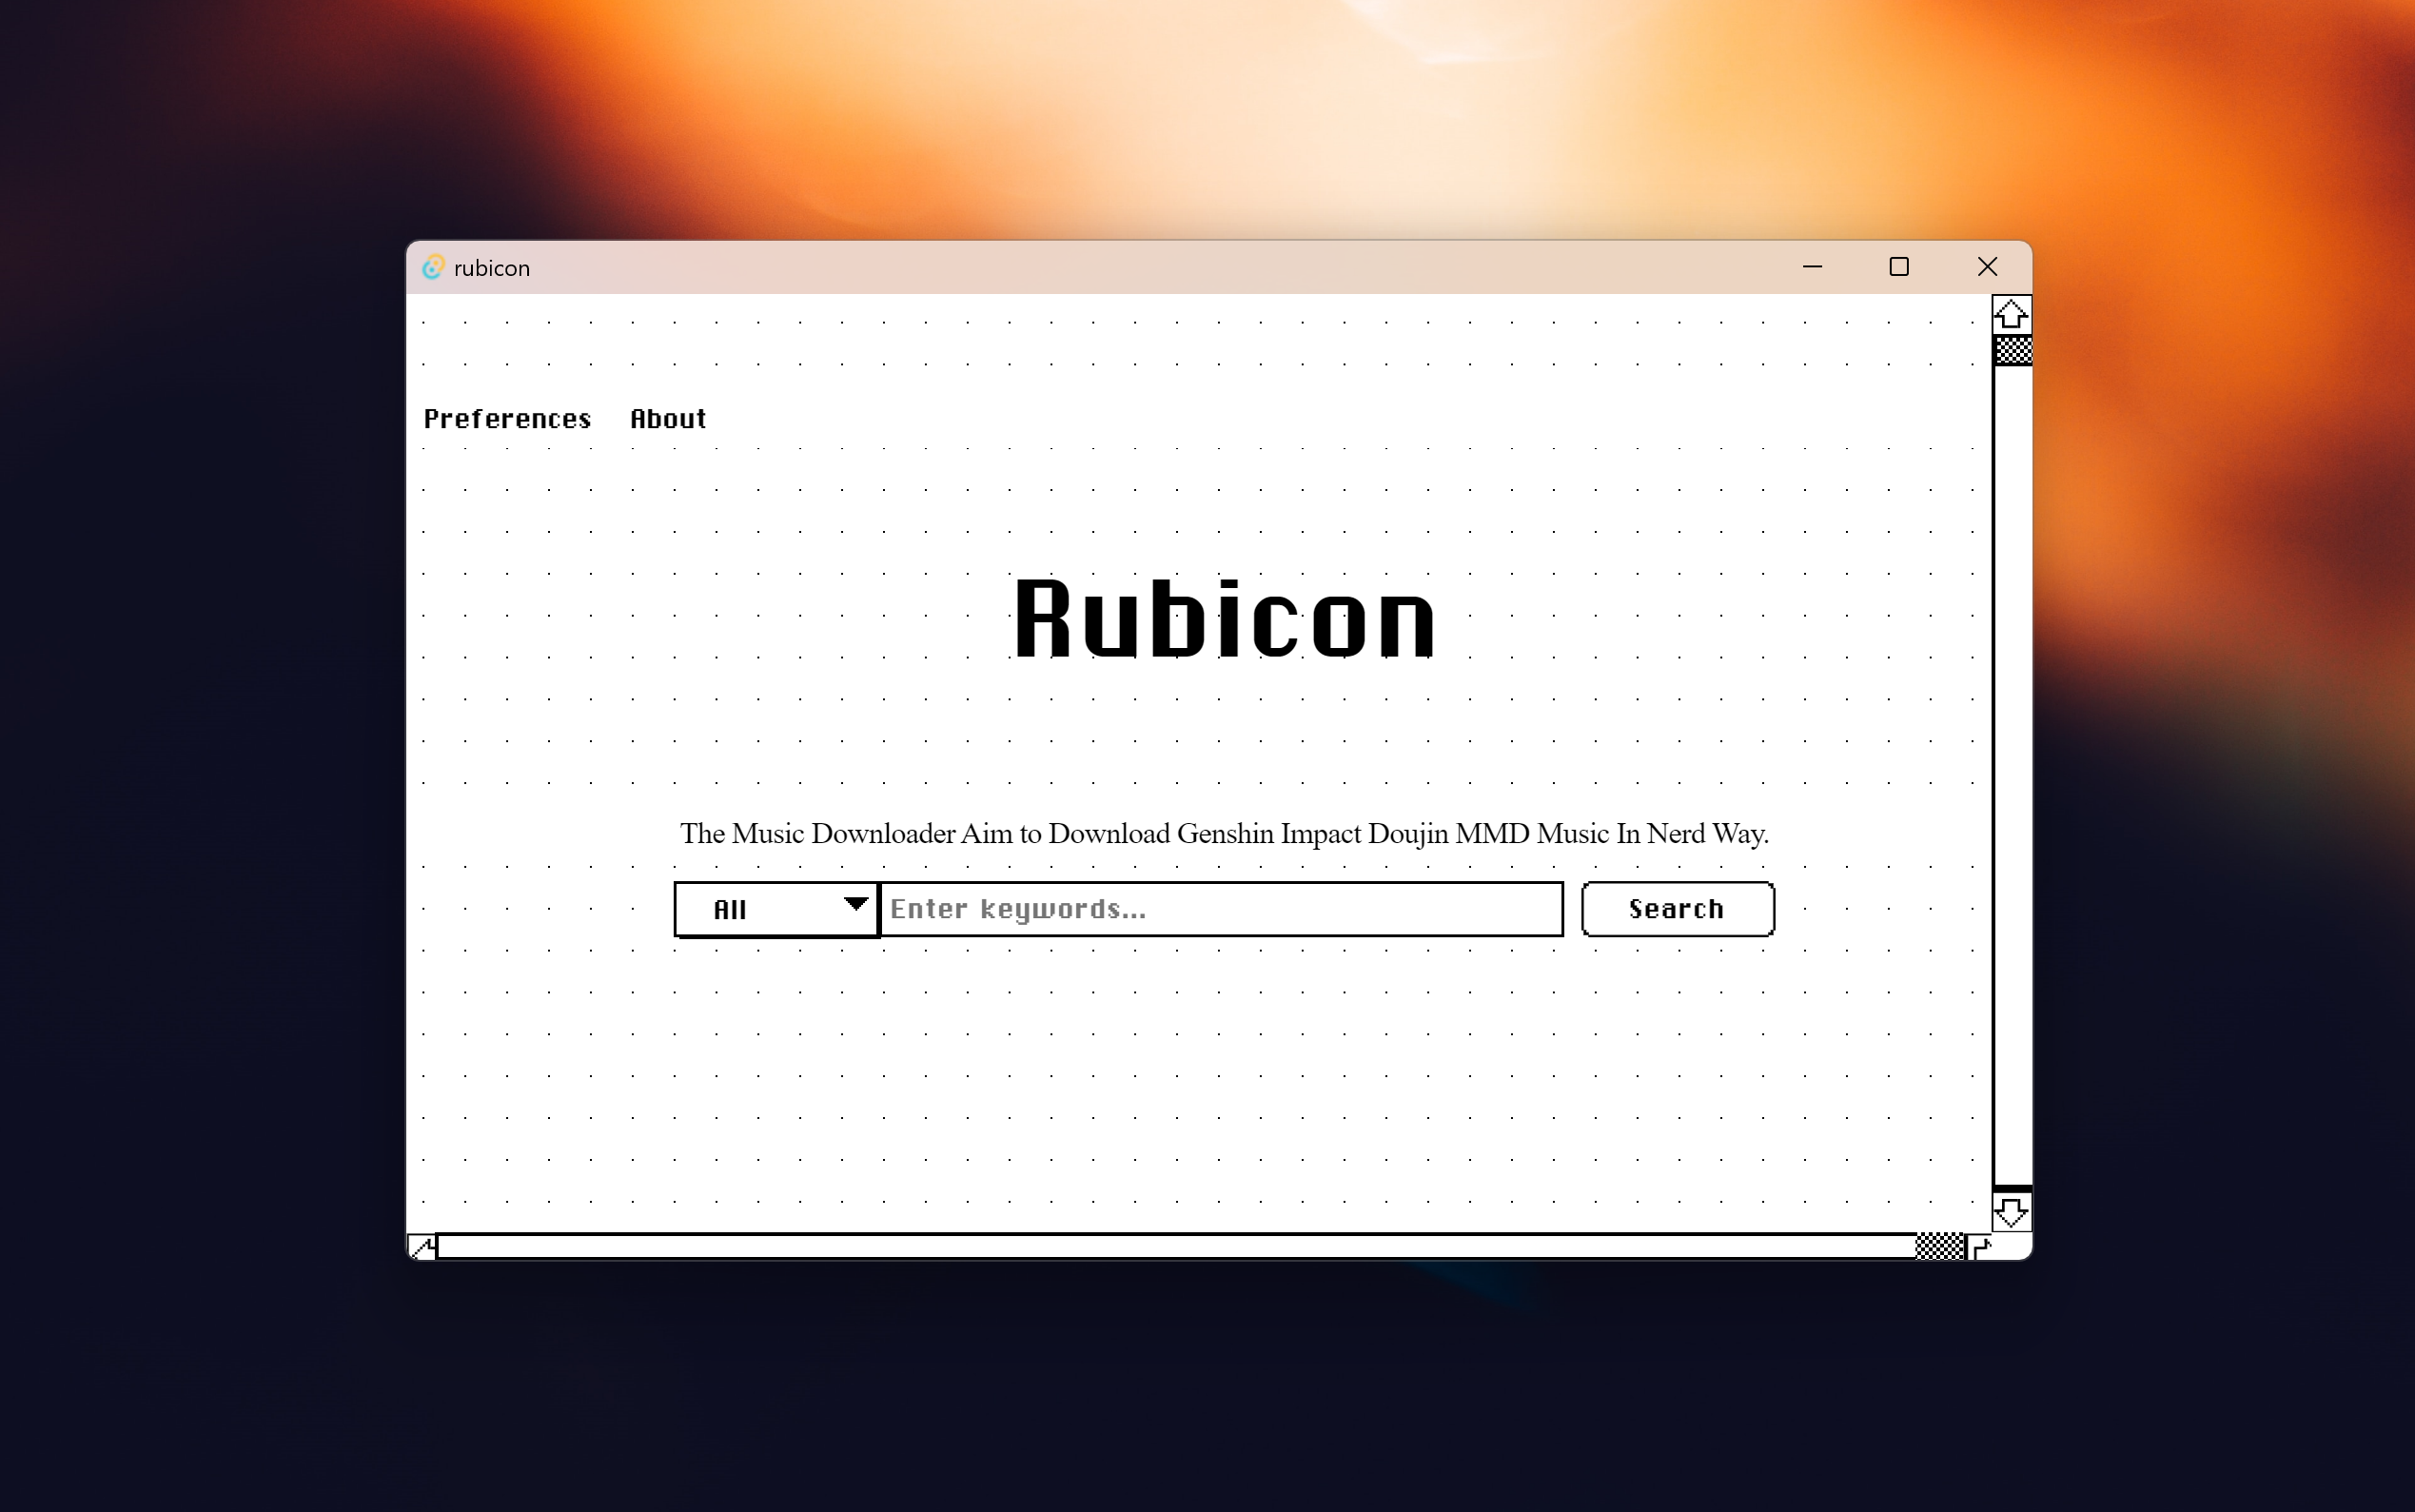 rubicon
Preferences About
Rubicon
The Music Downloader Aim to Download Genshin Impact Doujin MMD Music In Nerd Way.
All Enter keywords... Search